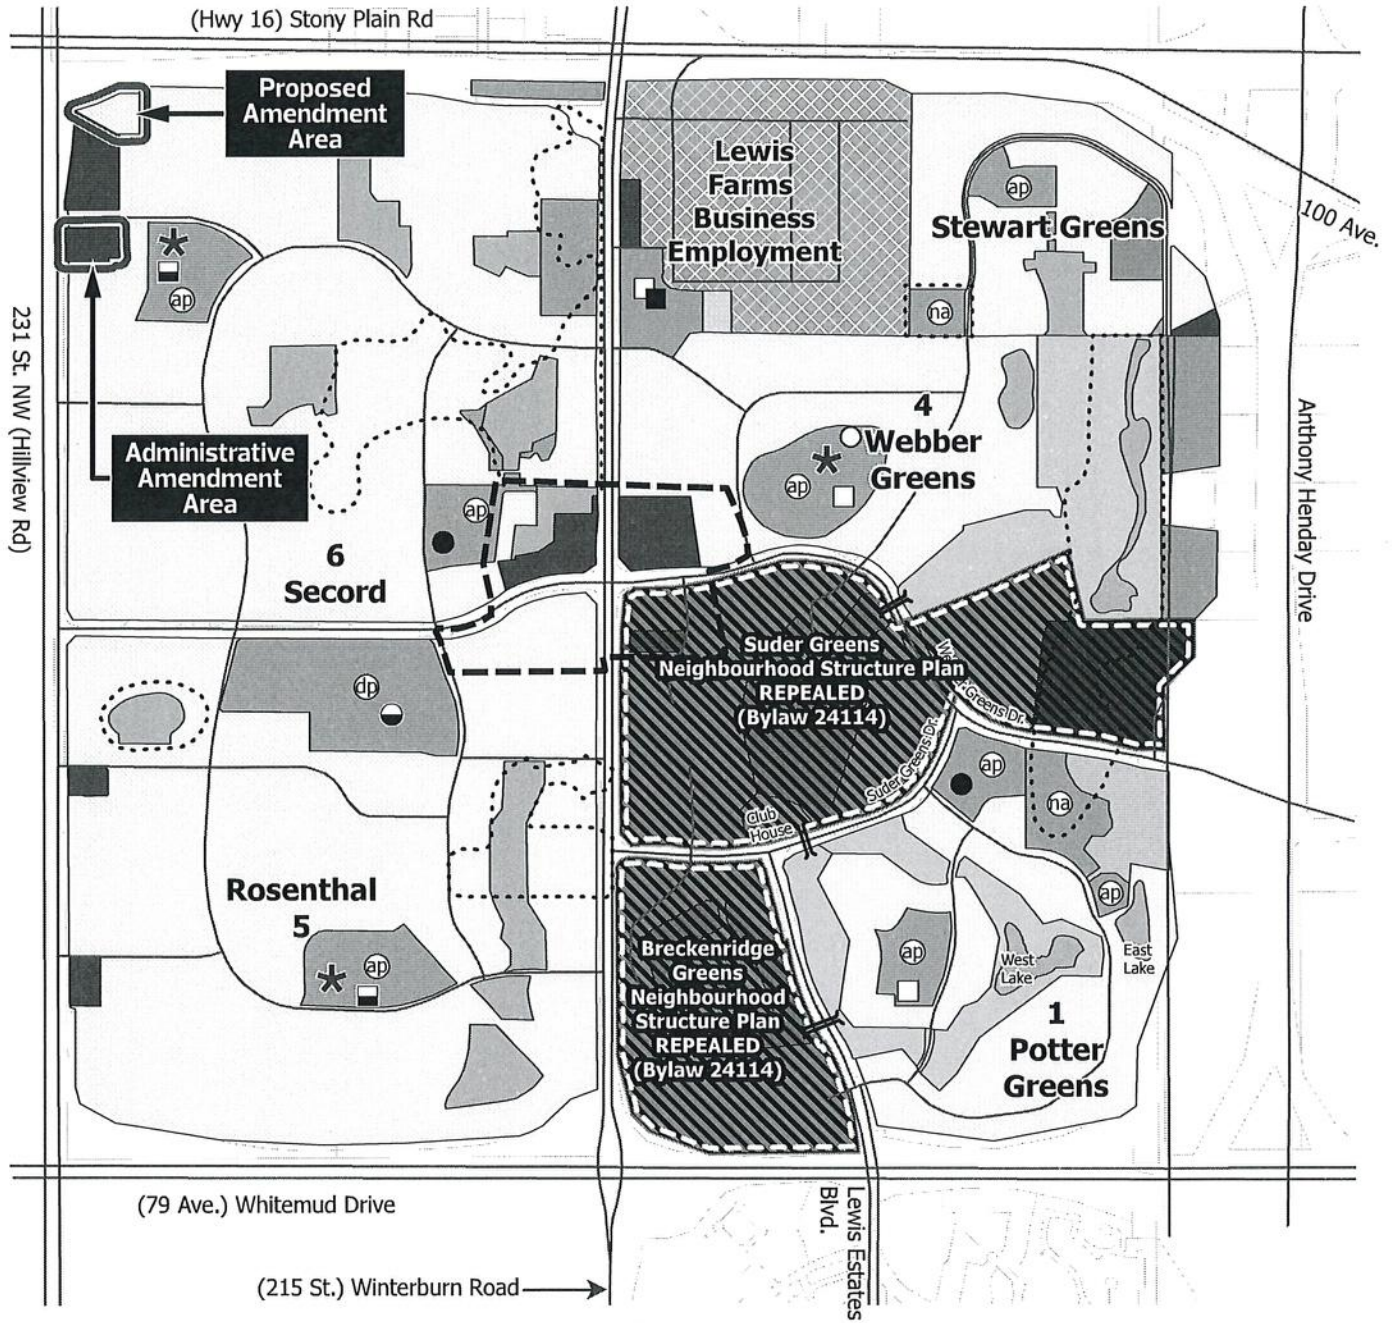 (Hwy 16) Stony Plain Rd
Proposed
Amendment
Area
Lewis
Farms
Business
Employment
ap
Stewart Greens
100 Ave.
ap
na
231 St. NW (Hillview Rd)
Administrative
Amendment
Area
4
Webber
Greens
ap
ap
6
Secord
Anthony Henday Drive
Suder Greens
Neighbourhood Structure Plan
REPEALED
(Bylaw 24114)
Greens Dr.
Suder Greens Dr.
dp
ap
na
Club
House
Rosenthal
5
ap
ap
ap
West
Lake
East
Lake
Breckenridge
Greens
Neighbourhood
Structure Plan
REPEALED
(Bylaw 24114)
1
Potter
Greens
(79 Ave.) Whitemud Drive
Lewis Estates
Blvd.
(215 St.) Winterburn Road